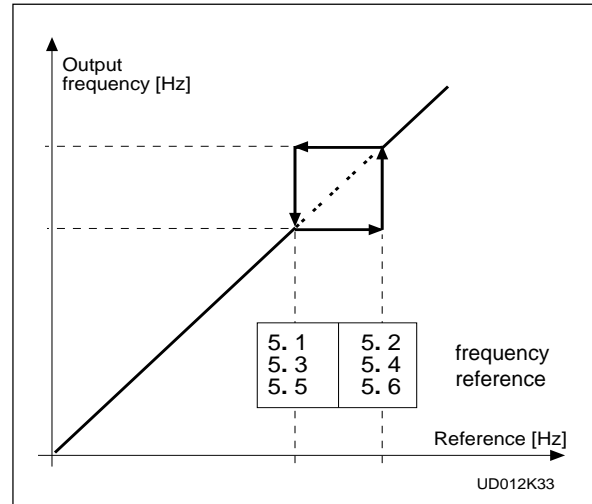 Output
frequency [Hz]
5. 1 5. 2
5. 3 5. 4
5. 5 5. 6
frequency
reference
Reference [Hz]
UD012K33